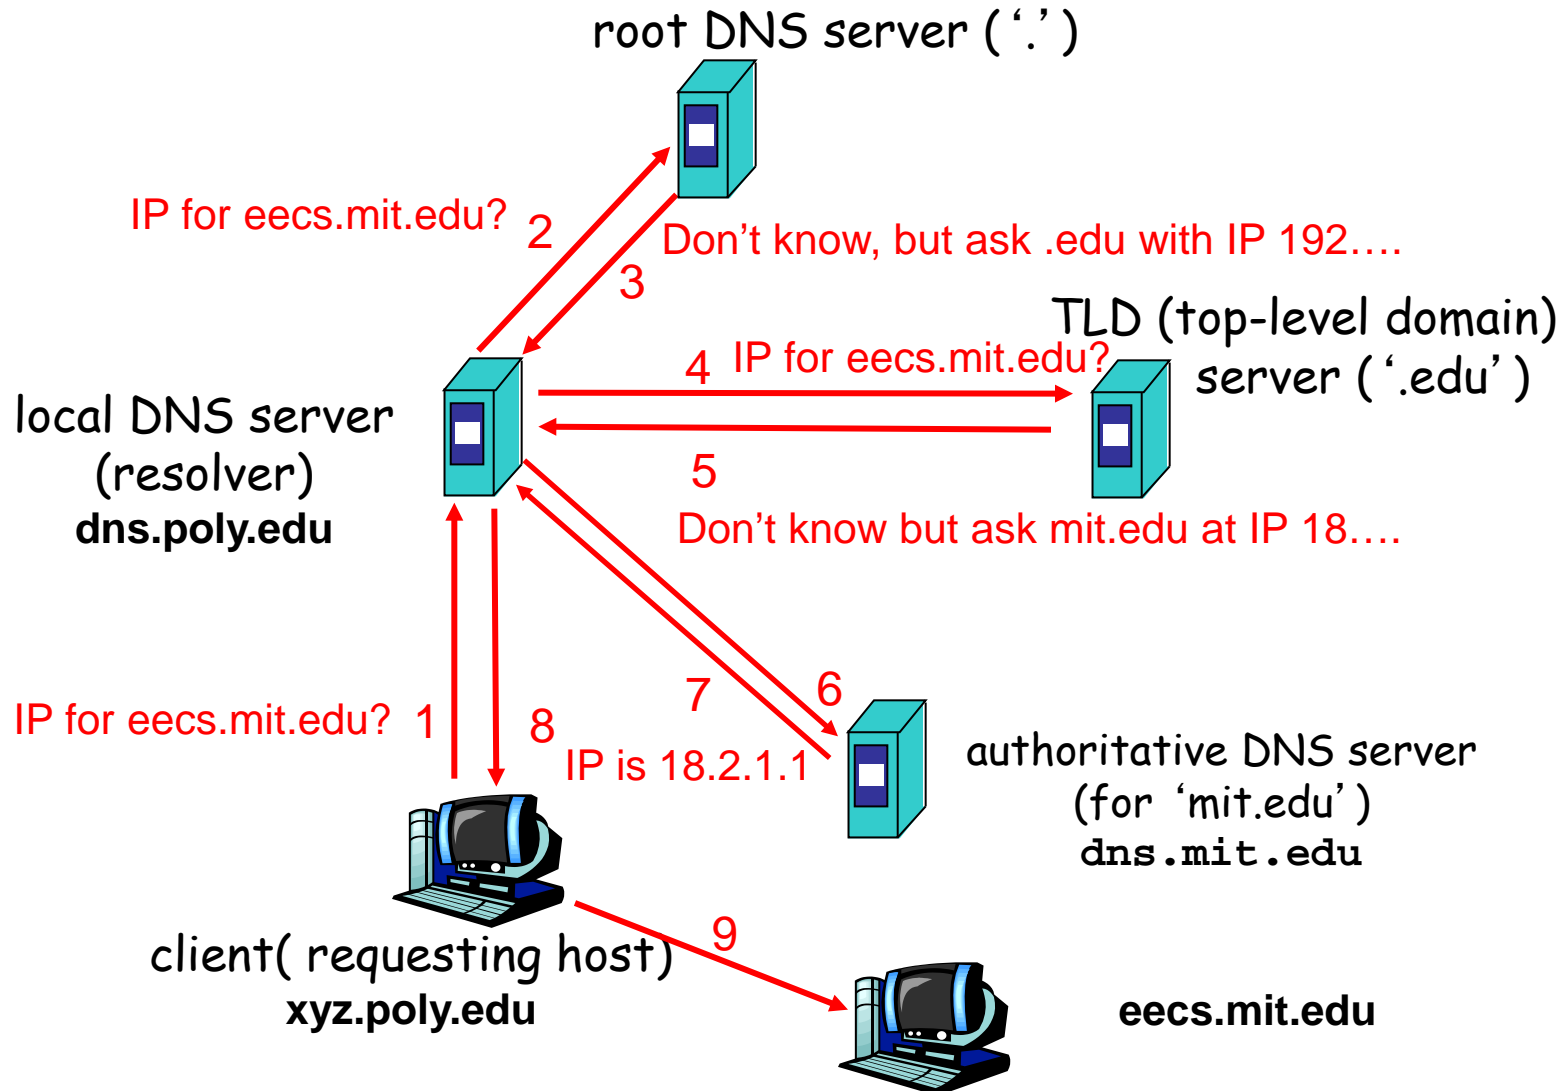 root DNS server ( ‘.’ )
IP for eecs.mit.edu?
2
Don’t know, but ask .edu with IP 192….
3
TLD (top-level domain)
server ( ‘.edu’ )
4
IP for eecs.mit.edu?
local DNS server
(resolver)
dns.poly.edu
5
Don’t know but ask mit.edu at IP 18….
7
6
IP for eecs.mit.edu?
1
8
IP is 18.2.1.1
authoritative DNS server
(for ‘mit.edu’ )
dns.mit.edu
9
client( requesting host)
xyz.poly.edu
eecs.mit.edu